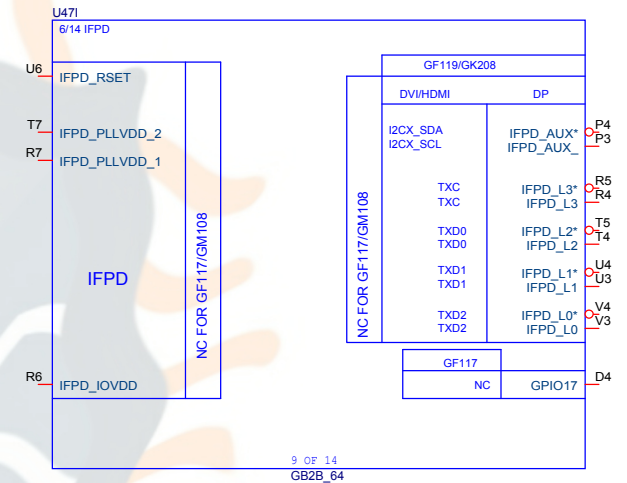 U47I
6/14 IFPD
U6
IFPD_RSET
T7
IFPD_PLLVDD_2
R7
IFPD_PLLVDD_1
IFPD
NC FOR GF117/GM108
R6
IFPD_IOVDD
NC FOR GF117/GM108
GF119/GK208
DVI/HDMI
DP
I2CX_SDA
IFPD_AUX*
P4
I2CX_SCL
IFPD_AUX_
P3
TXC
IFPD_L3*
R5
TXC
IFPD_L3
R4
TXD0
IFPD_L2*
T5
TXD0
IFPD_L2
T4
TXD1
IFPD_L1*
U4
TXD1
IFPD_L1
U3
TXD2
IFPD_L0*
V4
TXD2
IFPD_L0
V3
GF117
NC
GPIO17
D4
9 OF 14
GB2B_64